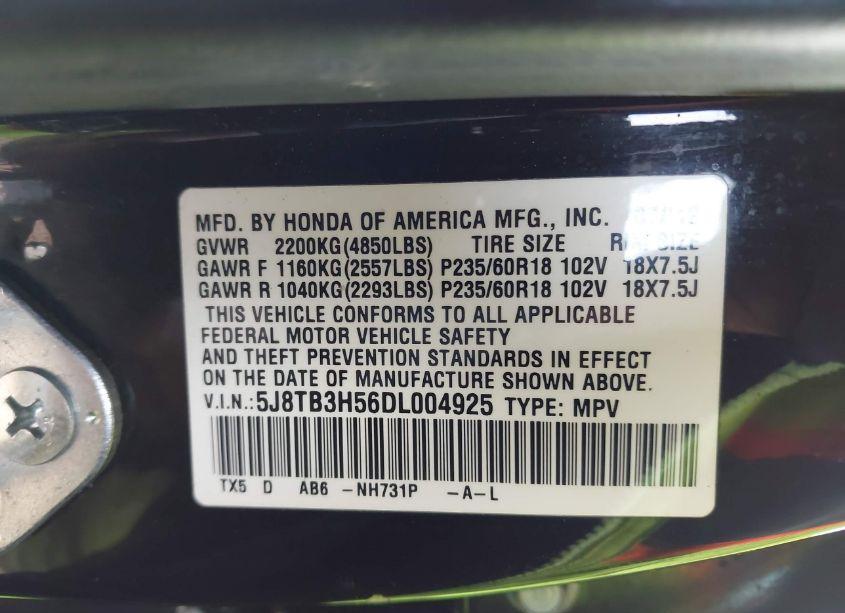 MFD. BY HONDA OF AMERICA MFG., INC.
GVWR 2200KG(4850LBS) TIRE SIZE RIM SIZE
GAWR F 1160KG(2557LBS) P235/60R18 102V 18X7.5J
GAWR R 1040KG(2293LBS) P235/60R18 102V 18X7.5J
THIS VEHICLE CONFORMS TO ALL APPLICABLE
FEDERAL MOTOR VEHICLE SAFETY
AND THEFT PREVENTION STANDARDS IN EFFECT
ON THE DATE OF MANUFACTURE SHOWN ABOVE.
V.I.N.:5J8TB3H56DL004925 TYPE: MPV
TX5 D AB6 -NH731P -A-L